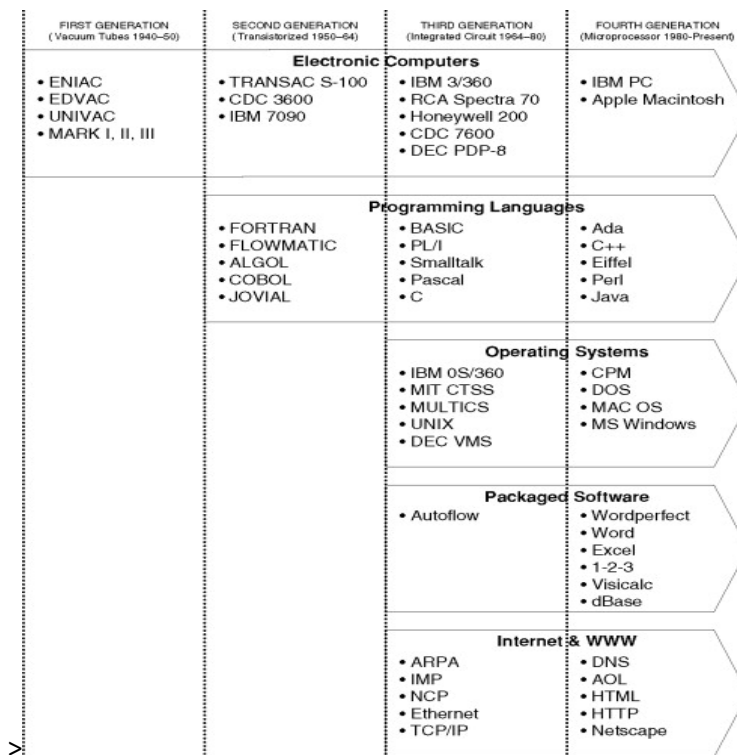 FIRST GENERATION
(Vacuum Tubes 1940–50)
SECOND GENERATION
(Transistorized 1950–64)
THIRD GENERATION
(Integrated Circuit 1964–80)
FOURTH GENERATION
(Microprocessor 1980-Present)
Electronic Computers
• ENIAC
• EDVAC
• UNIVAC
• MARK I, II, III
• TRANSAC S-100
• CDC 3600
• IBM 7090
• IBM 3/360
• RCA Spectra 70
• Honeywell 200
• CDC 7600
• DEC PDP-8
• IBM PC
• Apple Macintosh
Programming Languages
• FORTRAN
• FLOWMATIC
• ALGOL
• COBOL
• JOVIAL
• BASIC
• PL/I
• Smalltalk
• Pascal
• C
• Ada
• C++
• Eiffel
• Perl
• Java
Operating Systems
• IBM 0S/360
• MIT CTSS
• MULTICS
• UNIX
• DEC VMS
• CPM
• DOS
• MAC OS
• MS Windows
Packaged Software
• Autoflow
• Wordperfect
• Word
• Excel
• 1-2-3
• Visicalc
• dBase
Internet & WWW
• ARPA
• IMP
• NCP
• Ethernet
• TCP/IP
• DNS
• AOL
• HTML
• HTTP
• Netscape
>